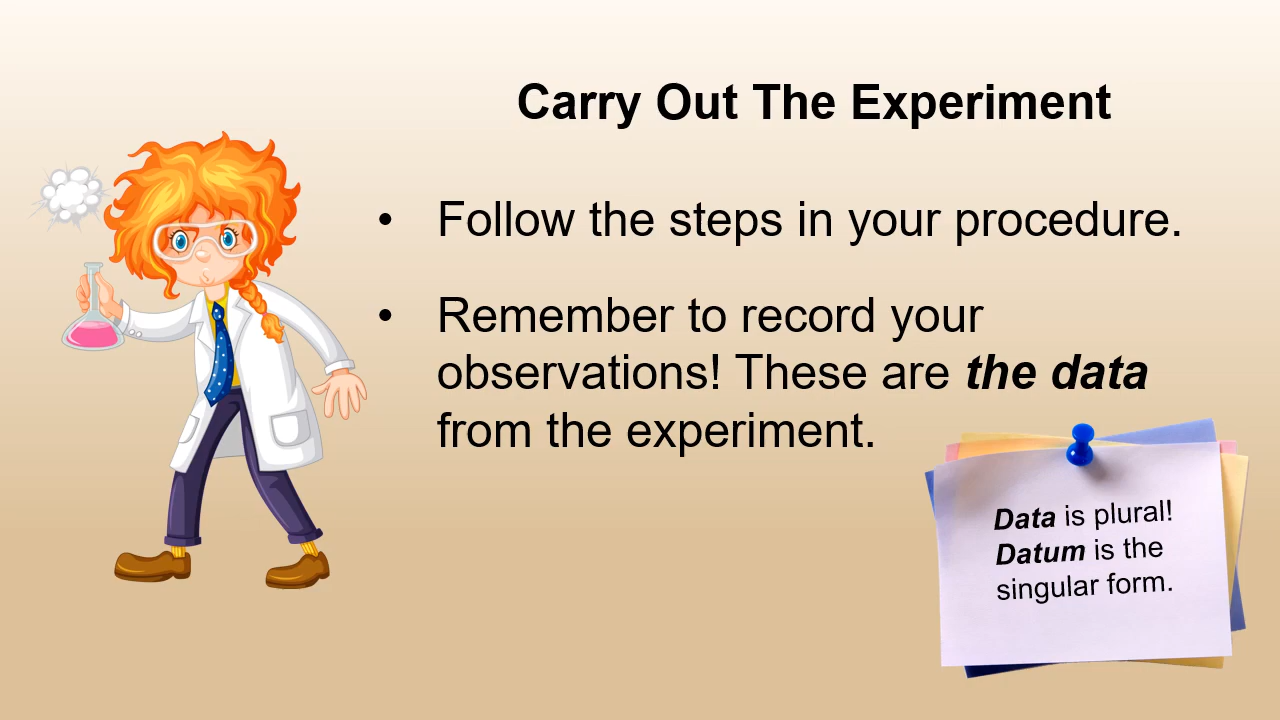 Carry Out The Experiment
• Follow the steps in your procedure.
• Remember to record your
observations! These are the data
from the experiment.
Data is plural!
Datum is the
singular form.